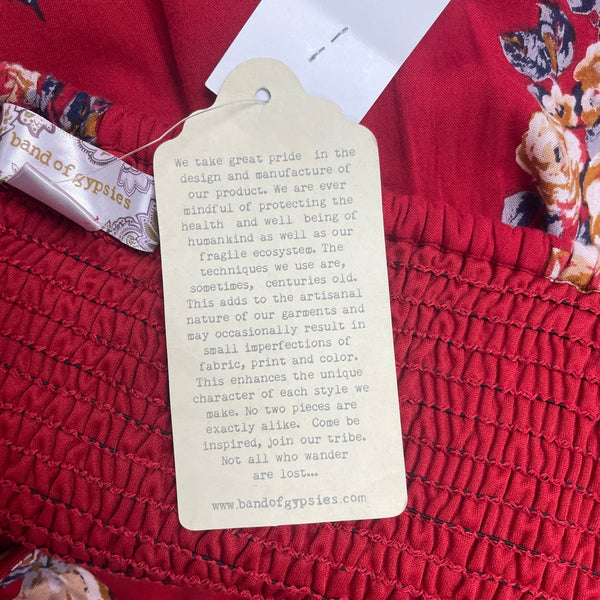 band of gypsies
We take great pride in the
design and manufacture of
our product. We are ever
mindful of protecting the
health and well being of
humankind as well as our
fragile ecosystem. The
techniques we use are,
sometimes, centuries old.
This adds to the artisanal
nature of our garments and
may occasionally result in
small imperfections of
fabric, print and color.
This enhances the unique
character of each style we
make. No two pieces are
exactly alike. Come be
inspired, join our tribe.
Not all who wander
are lost...
www.bandofgypsies.com